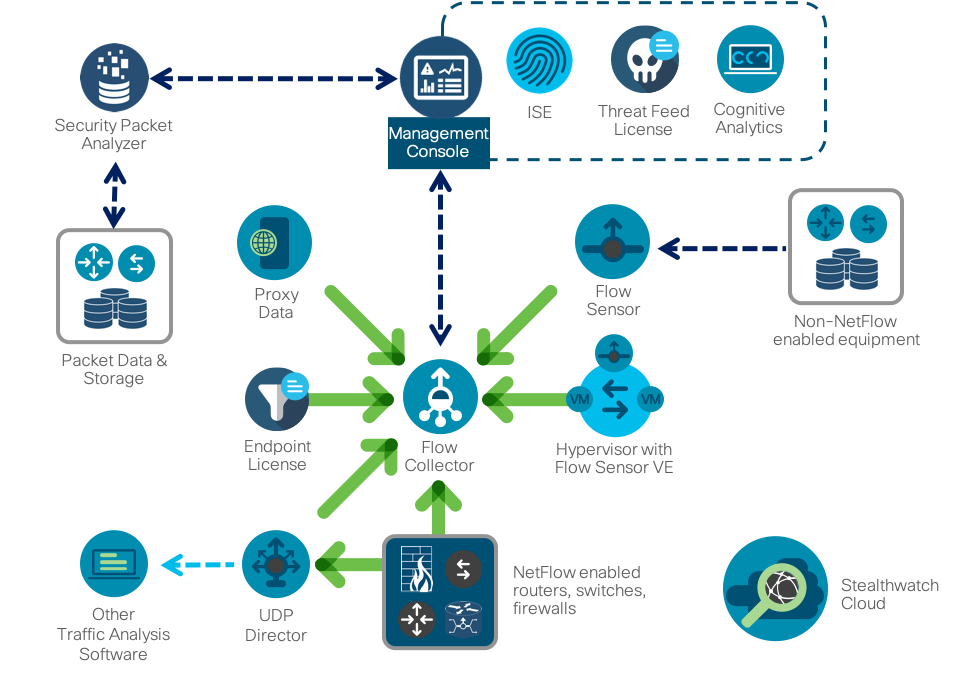 Security Packet
Analyzer
Management
Console
ISE
Threat Feed
License
Cognitive
Analytics
Packet Data &
Storage
Proxy
Data
Flow
Sensor
Non-NetFlow
enabled equipment
Endpoint
License
Flow
Collector
VM
VM
Hypervisor with
Flow Sensor VE
Other
Traffic Analysis
Software
UDP
Director
NetFlow enabled
routers, switches,
firewalls
Stealthwatch
Cloud